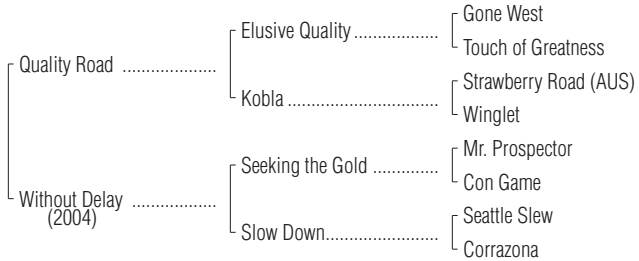 Gone West
Elusive Quality ...................
Touch of Greatness
Quality Road .....................
Strawberry Road (AUS)
Kobla .................................
Winglet
Mr. Prospector
Seeking the Gold ..............
Con Game
Without Delay ..................
(2004)
Seattle Slew
Slow Down.........................
Corrazona